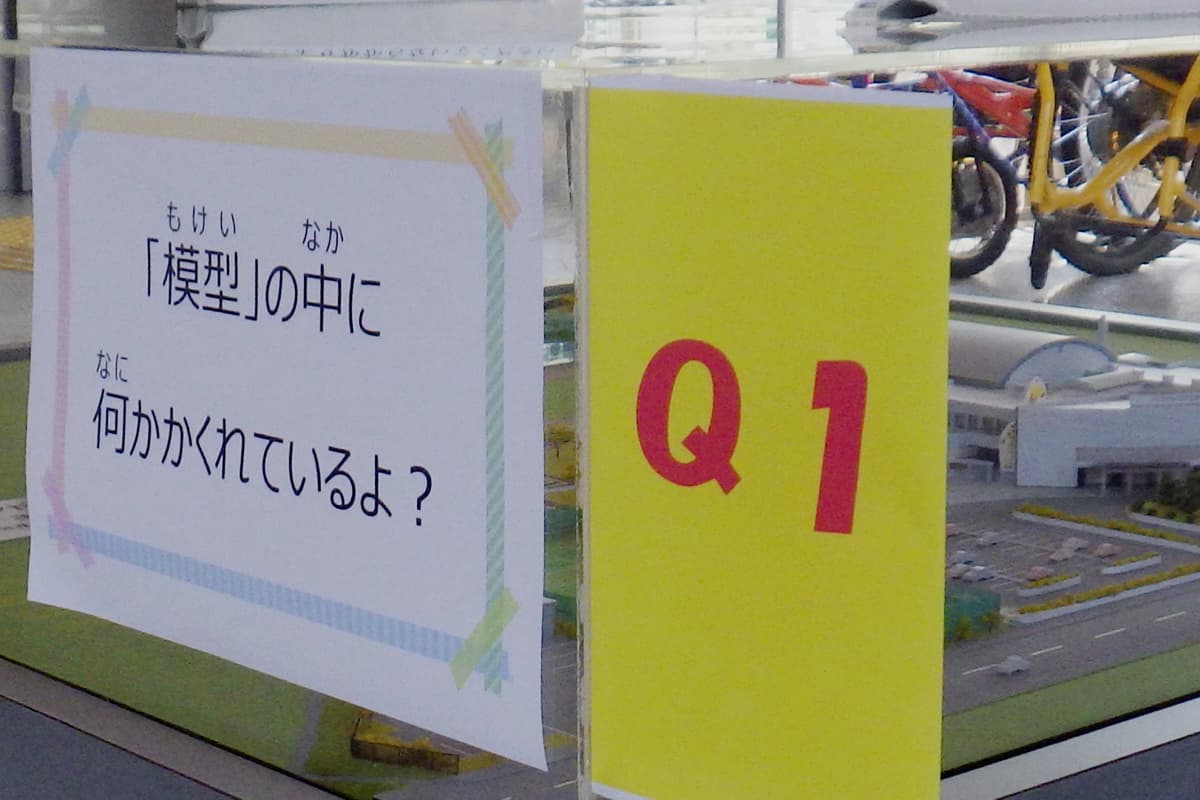 もけい なか
「模型」の中に
なに
何かかくれているよ？
Q1